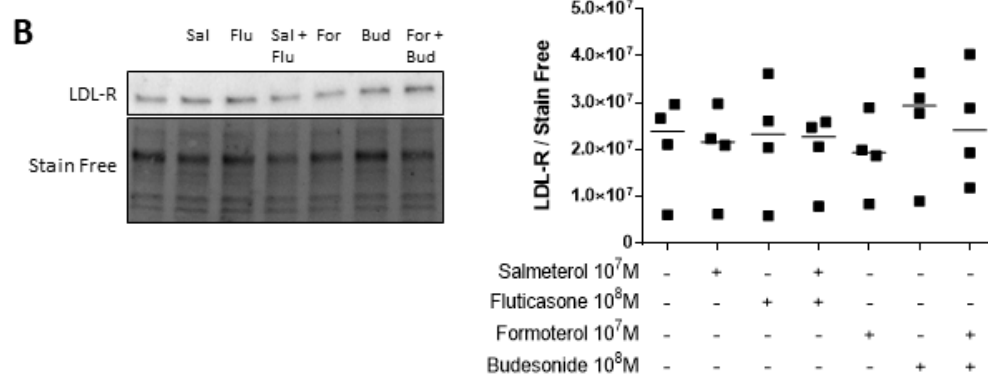 B
Sal Flu Sal + For Bud For +
Flu Bud
LDL-R
Stain Free
LDL-R / Stain Free
5.0×10⁷
4.0×10⁷
3.0×10⁷
2.0×10⁷
1.0×10⁷
0
Salmeterol 10⁷M - + - + - - -
Fluticasone 10⁸M - - + + - - -
Formoterol 10⁷M - - - - + - +
Budesonide 10⁸M - - - - - + +